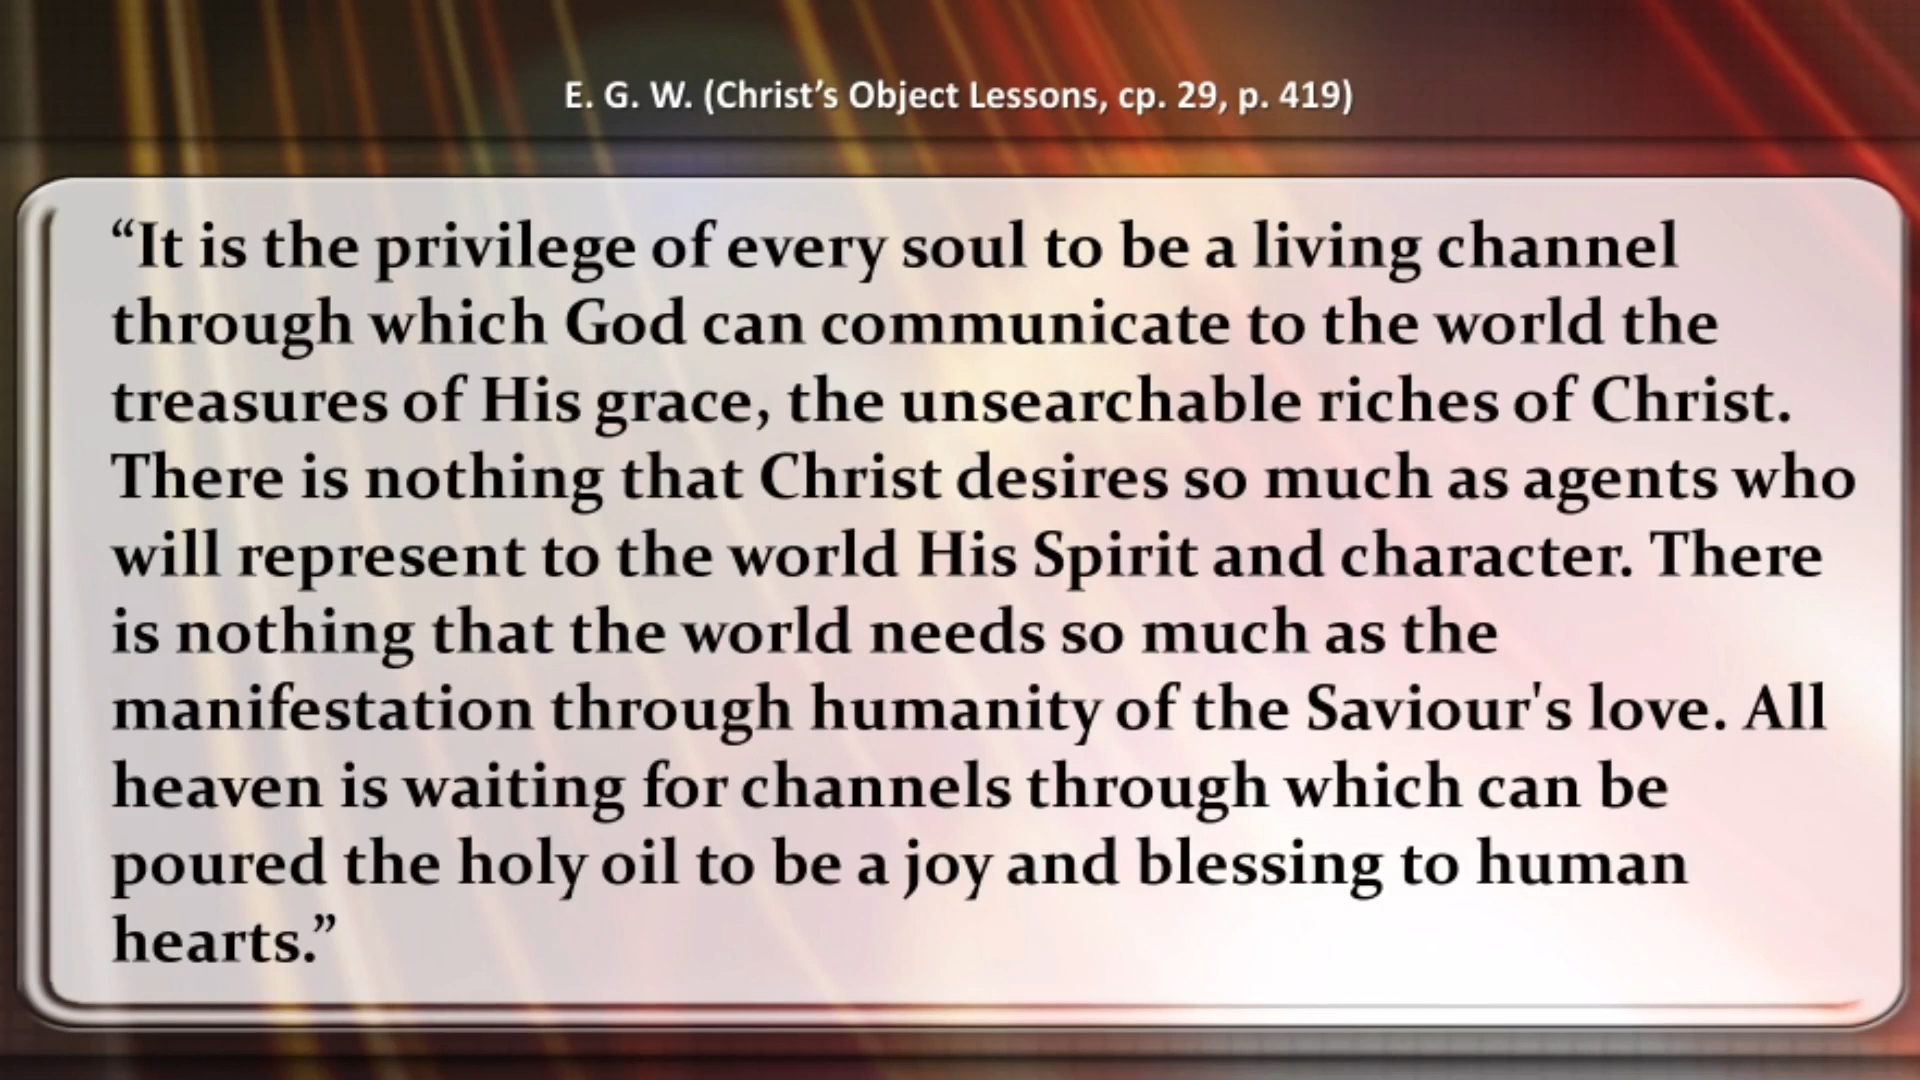 E. G. W. (Christ’s Object Lessons, cp. 29, p. 419)
“It is the privilege of every soul to be a living channel
through which God can communicate to the world the
treasures of His grace, the unsearchable riches of Christ.
There is nothing that Christ desires so much as agents who
will represent to the world His Spirit and character. There
is nothing that the world needs so much as the
manifestation through humanity of the Saviour's love. All
heaven is waiting for channels through which can be
poured the holy oil to be a joy and blessing to human
hearts.”